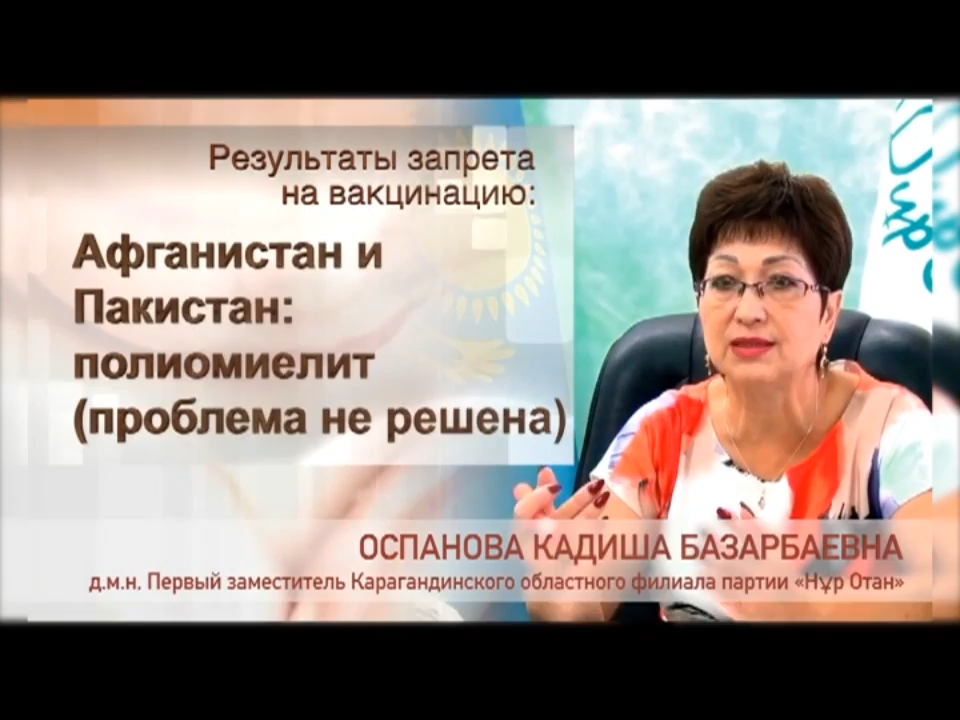 Результаты запрета
на вакцинацию:
Афганистан и
Пакистан:
полиомиелит
(проблема не решена)
ОСПАНОВА КАДИША БАЗАРБАЕВНА
д.м.н. Первый заместитель Карагандинского областного филиала партии «Нұр Отан»